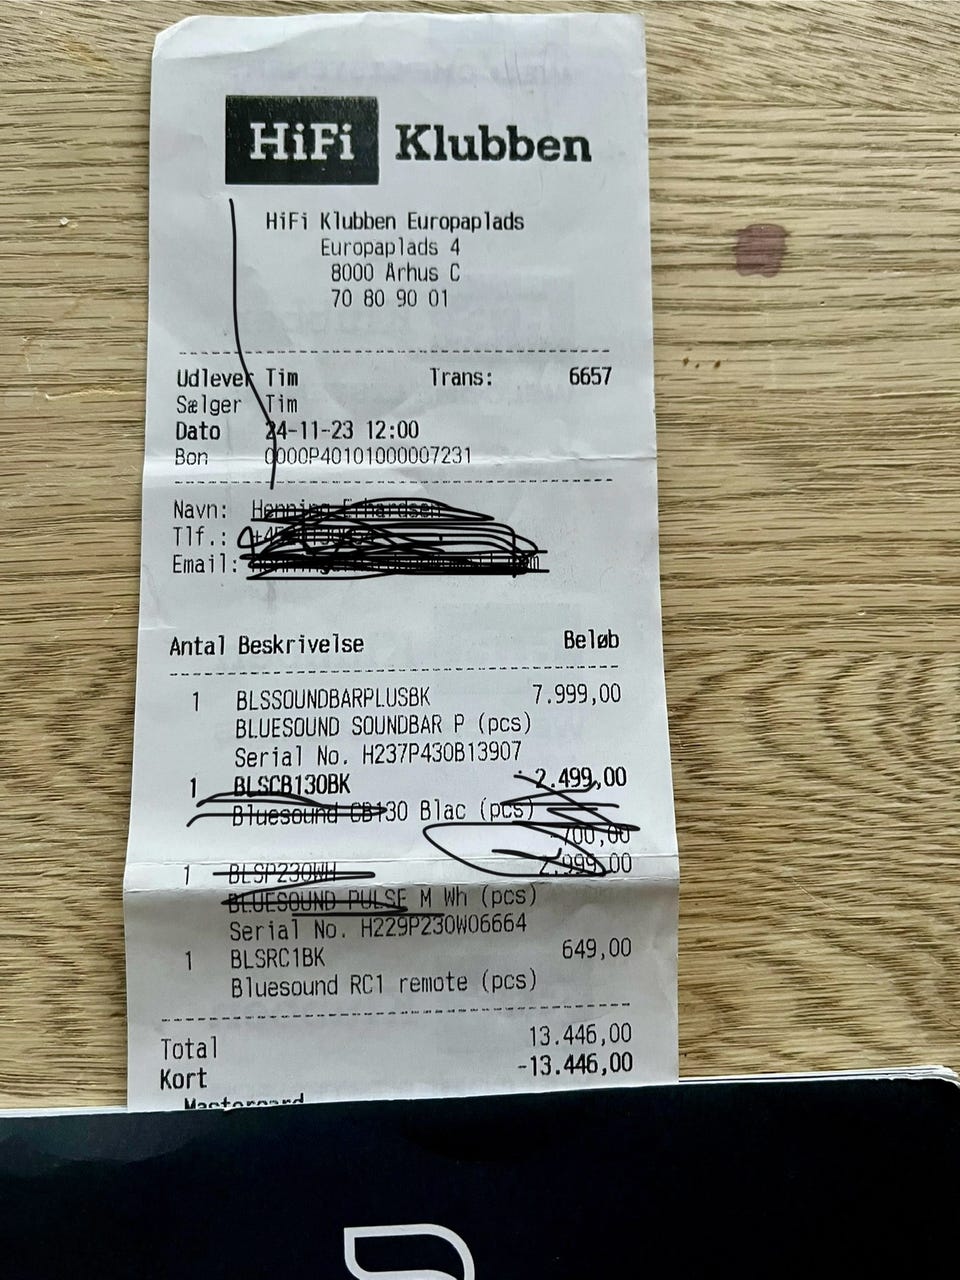 HiFi Klubben
HiFi Klubben Europaplads
Europaplads 4
8000 Århus C
70 80 90 01
Udlever Tim Trans: 6657
Sælger Tim
Dato 24-11-23 12:00
Bon 0000P40101000007231
Navn:
Tlf.:
Email:
Antal Beskrivelse Beløb
1 BLSSOUNDBARPLUSBK 7.999,00
BLUESOUND SOUNDBAR P (pcs)
Serial No. H237P430B13907
1 BLSCB130BK 2.499,00
Bluesound CB130 Blac (pcs)
-700,00
1 BLSP230WH 2.999,00
BLUESOUND PULSE M Wh (pcs)
Serial No. H229P230W06664
1 BLSRC1BK 649,00
Bluesound RC1 remote (pcs)
Total 13.446,00
Kort -13.446,00
Mastercard